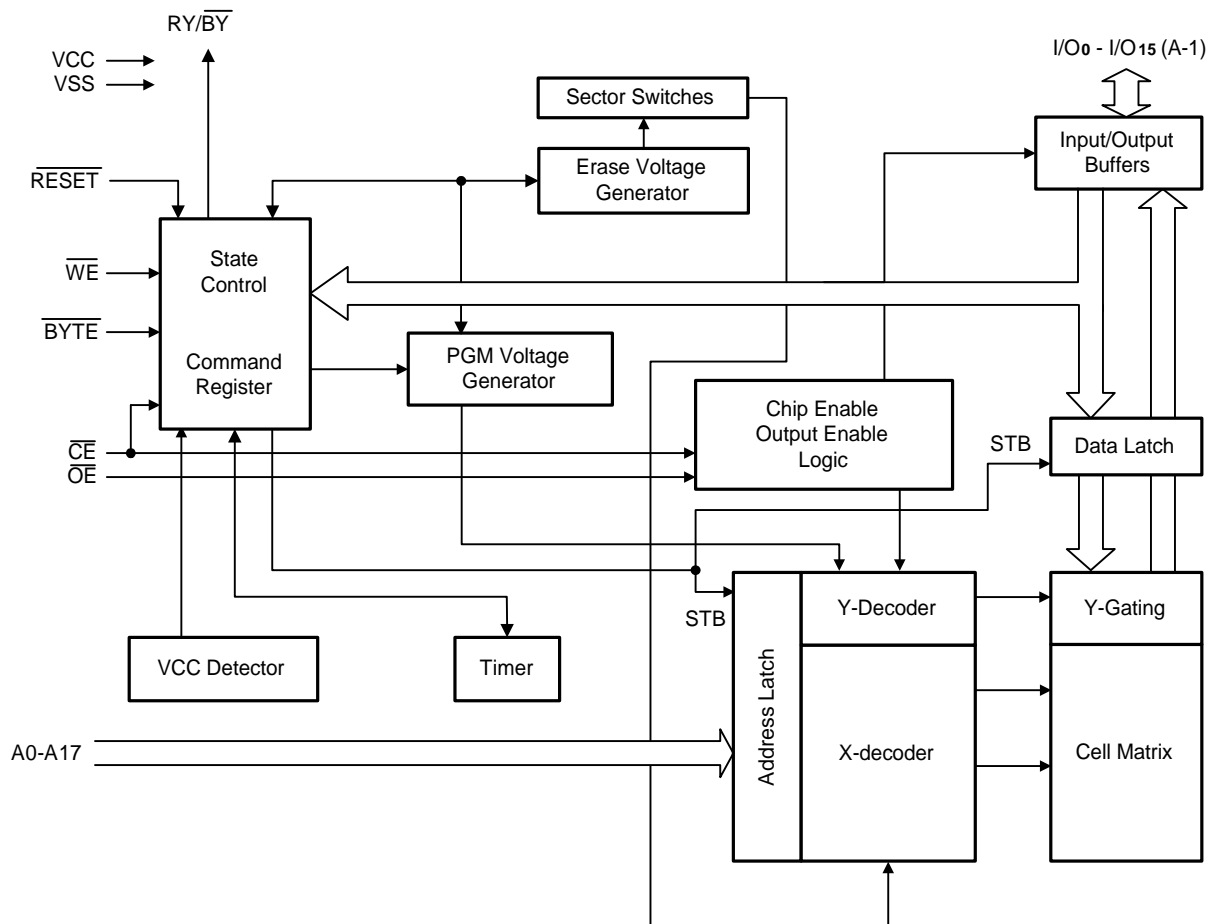 RY/BY
VCC
VSS
I/O0 - I/O15 (A-1)
Sector Switches
Input/Output
Buffers
Erase Voltage
Generator
RESET
State
Control
WE
BYTE
Command
Register
PGM Voltage
Generator
Chip Enable
Output Enable
Logic
CE
OE
STB
Data Latch
STB
Address Latch
Y-Decoder
Y-Gating
VCC Detector
Timer
A0-A17
X-decoder
Cell Matrix